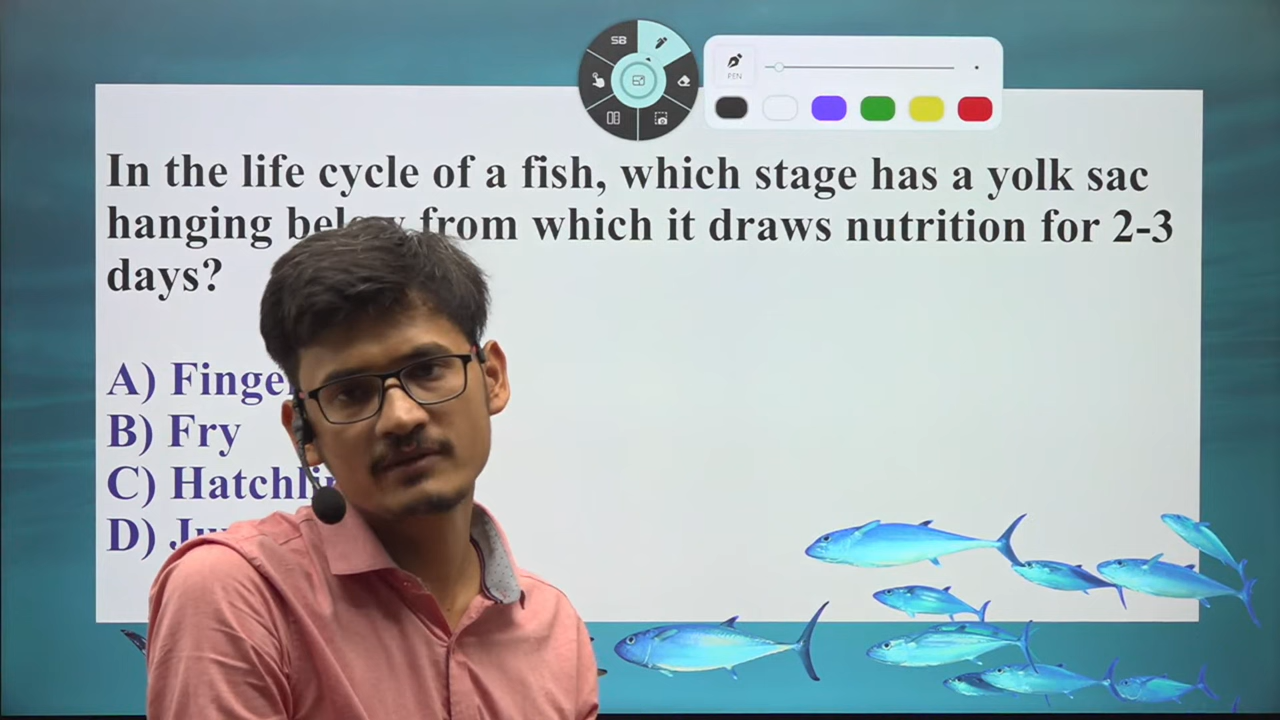 SB
PEN
In the life cycle of a fish, which stage has a yolk sac
hanging from which it draws nutrition for 2-3
days?
A)
B) Fry
C)
D)